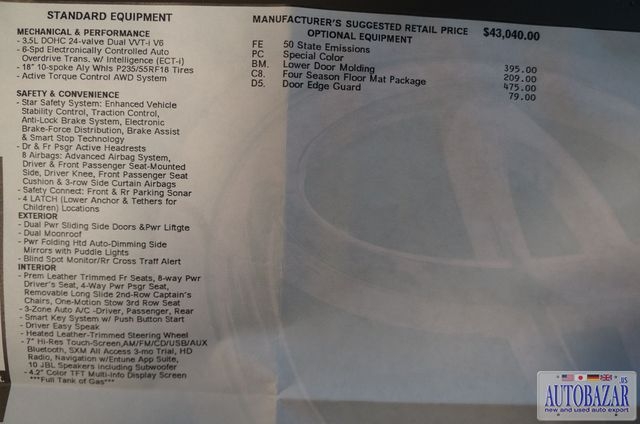 STANDARD EQUIPMENT
MECHANICAL & PERFORMANCE
- 3.5L DOHC 24-valve Dual VVT-i V6
- 6-Spd Electronically Controlled Auto
Overdrive Trans. w/ Intelligence (ECT-i)
- 18" 10-spoke Aly Whls P235/55RF18 Tires
- Active Torque Control AWD System
SAFETY & CONVENIENCE
- Star Safety System: Enhanced Vehicle
Stability Control, Traction Control,
Anti-Lock Brake System, Electronic
Brake-Force Distribution, Brake Assist
& Smart Stop Technology
- Dr & Fr Psgr Active Headrests
- 8 Airbags: Advanced Airbag System,
Driver & Front Passenger Seat-Mounted
Side, Driver Knee, Front Passenger Seat
Cushion & 3-row Side Curtain Airbags
- Safety Connect: Front & Rr Parking Sonar
- 4 LATCH (Lower Anchor & Tethers for
Children) Locations
EXTERIOR
- Dual Pwr Sliding Side Doors &Pwr Liftgte
- Dual Moonroof
- Pwr Folding Htd Auto-Dimming Side
Mirrors with Puddle Lights
- Blind Spot Monitor/Rr Cross Traff Alert
INTERIOR
- Prem Leather Trimmed Fr Seats, 8-way Pwr
Driver's Seat, 4-Way Pwr Psgr Seat,
Removable Long Slide 2nd-Row Captain's
Chairs, One-Motion Stow 3rd Row Seat
- 3-Zone Auto A/C -Driver, Passenger, Rear
- Smart Key System w/ Push Button Start
- Driver Easy Speak
- Heated Leather-Trimmed Steering Wheel
- 7" Hi-Res Touch-Screen,AM/FM/CD/USB/AUX
Bluetooth, SXM All Access 3-mo Trial, HD
Radio, Navigation w/Entune App Suite,
10 JBL Speakers including Subwoofer
- 4.2" Color TFT Multi-Info Display Screen
***Full Tank of Gas***
MANUFACTURER'S SUGGESTED RETAIL PRICE $43,040.00
OPTIONAL EQUIPMENT
FE 50 State Emissions
PC Special Color 395.00
BM. Lower Door Molding 209.00
C8. Four Season Floor Mat Package 475.00
D5. Door Edge Guard 79.00
AUTOBAZAR.US
new and used auto export